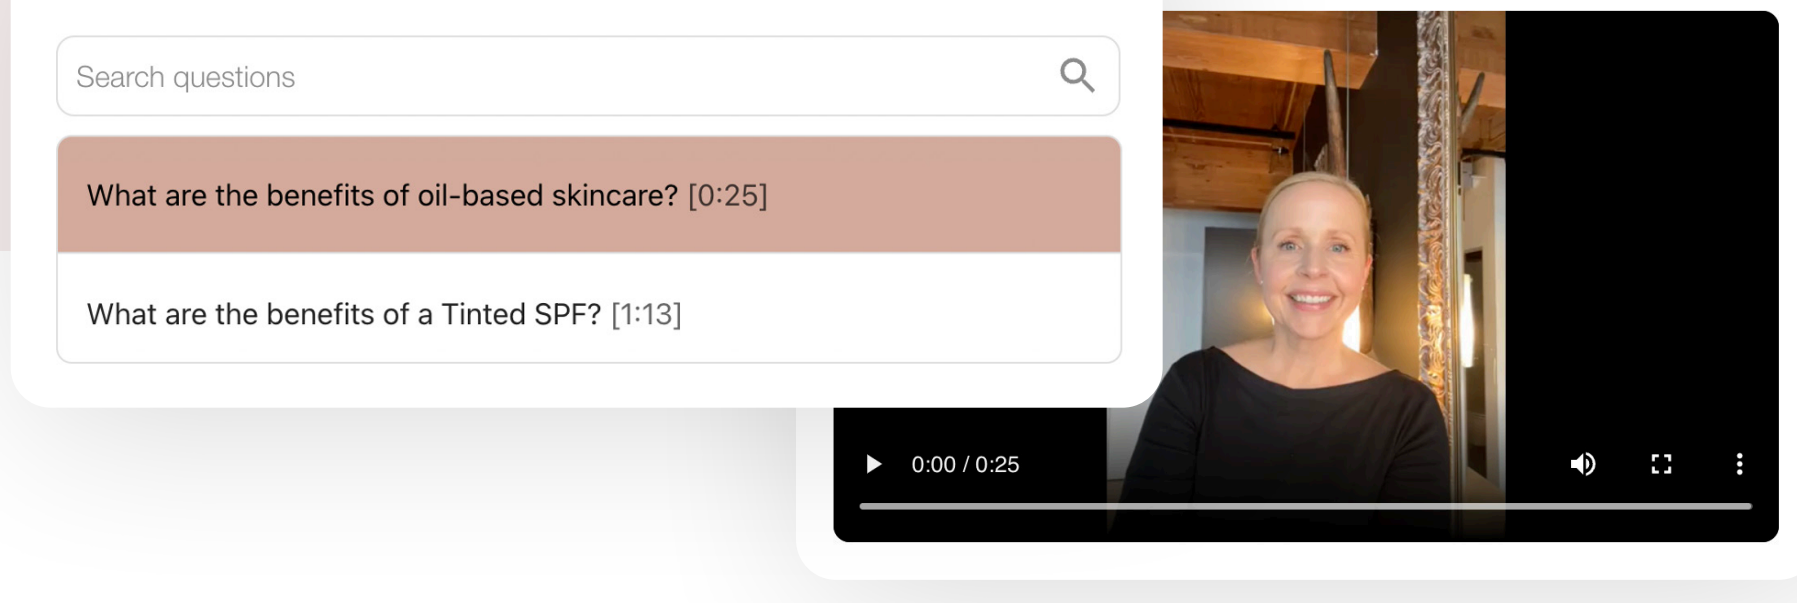 Search questions
What are the benefits of oil-based skincare? [0:25]
What are the benefits of a Tinted SPF? [1:13]
0:00 / 0:25